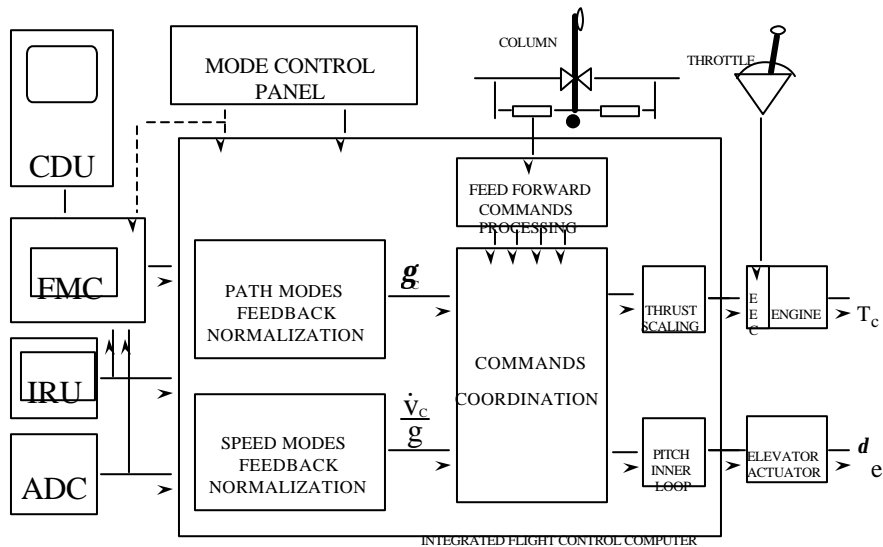 COLUMN
THROTTLE
MODE CONTROL
PANEL
CDU
FEED FORWARD
COMMANDS
PROCESSING
FMC
PATH MODES
FEEDBACK
NORMALIZATION
g
c
THRUST
SCALING
E
E
C
ENGINE
T
c
COMMANDS
COORDINATION
IRU
v̇
c
g
SPEED MODES
FEEDBACK
NORMALIZATION
PITCH
INNER
LOOP
ELEVATOR
ACTUATOR
d
e
ADC
INTEGRATED FLIGHT CONTROL COMPUTER